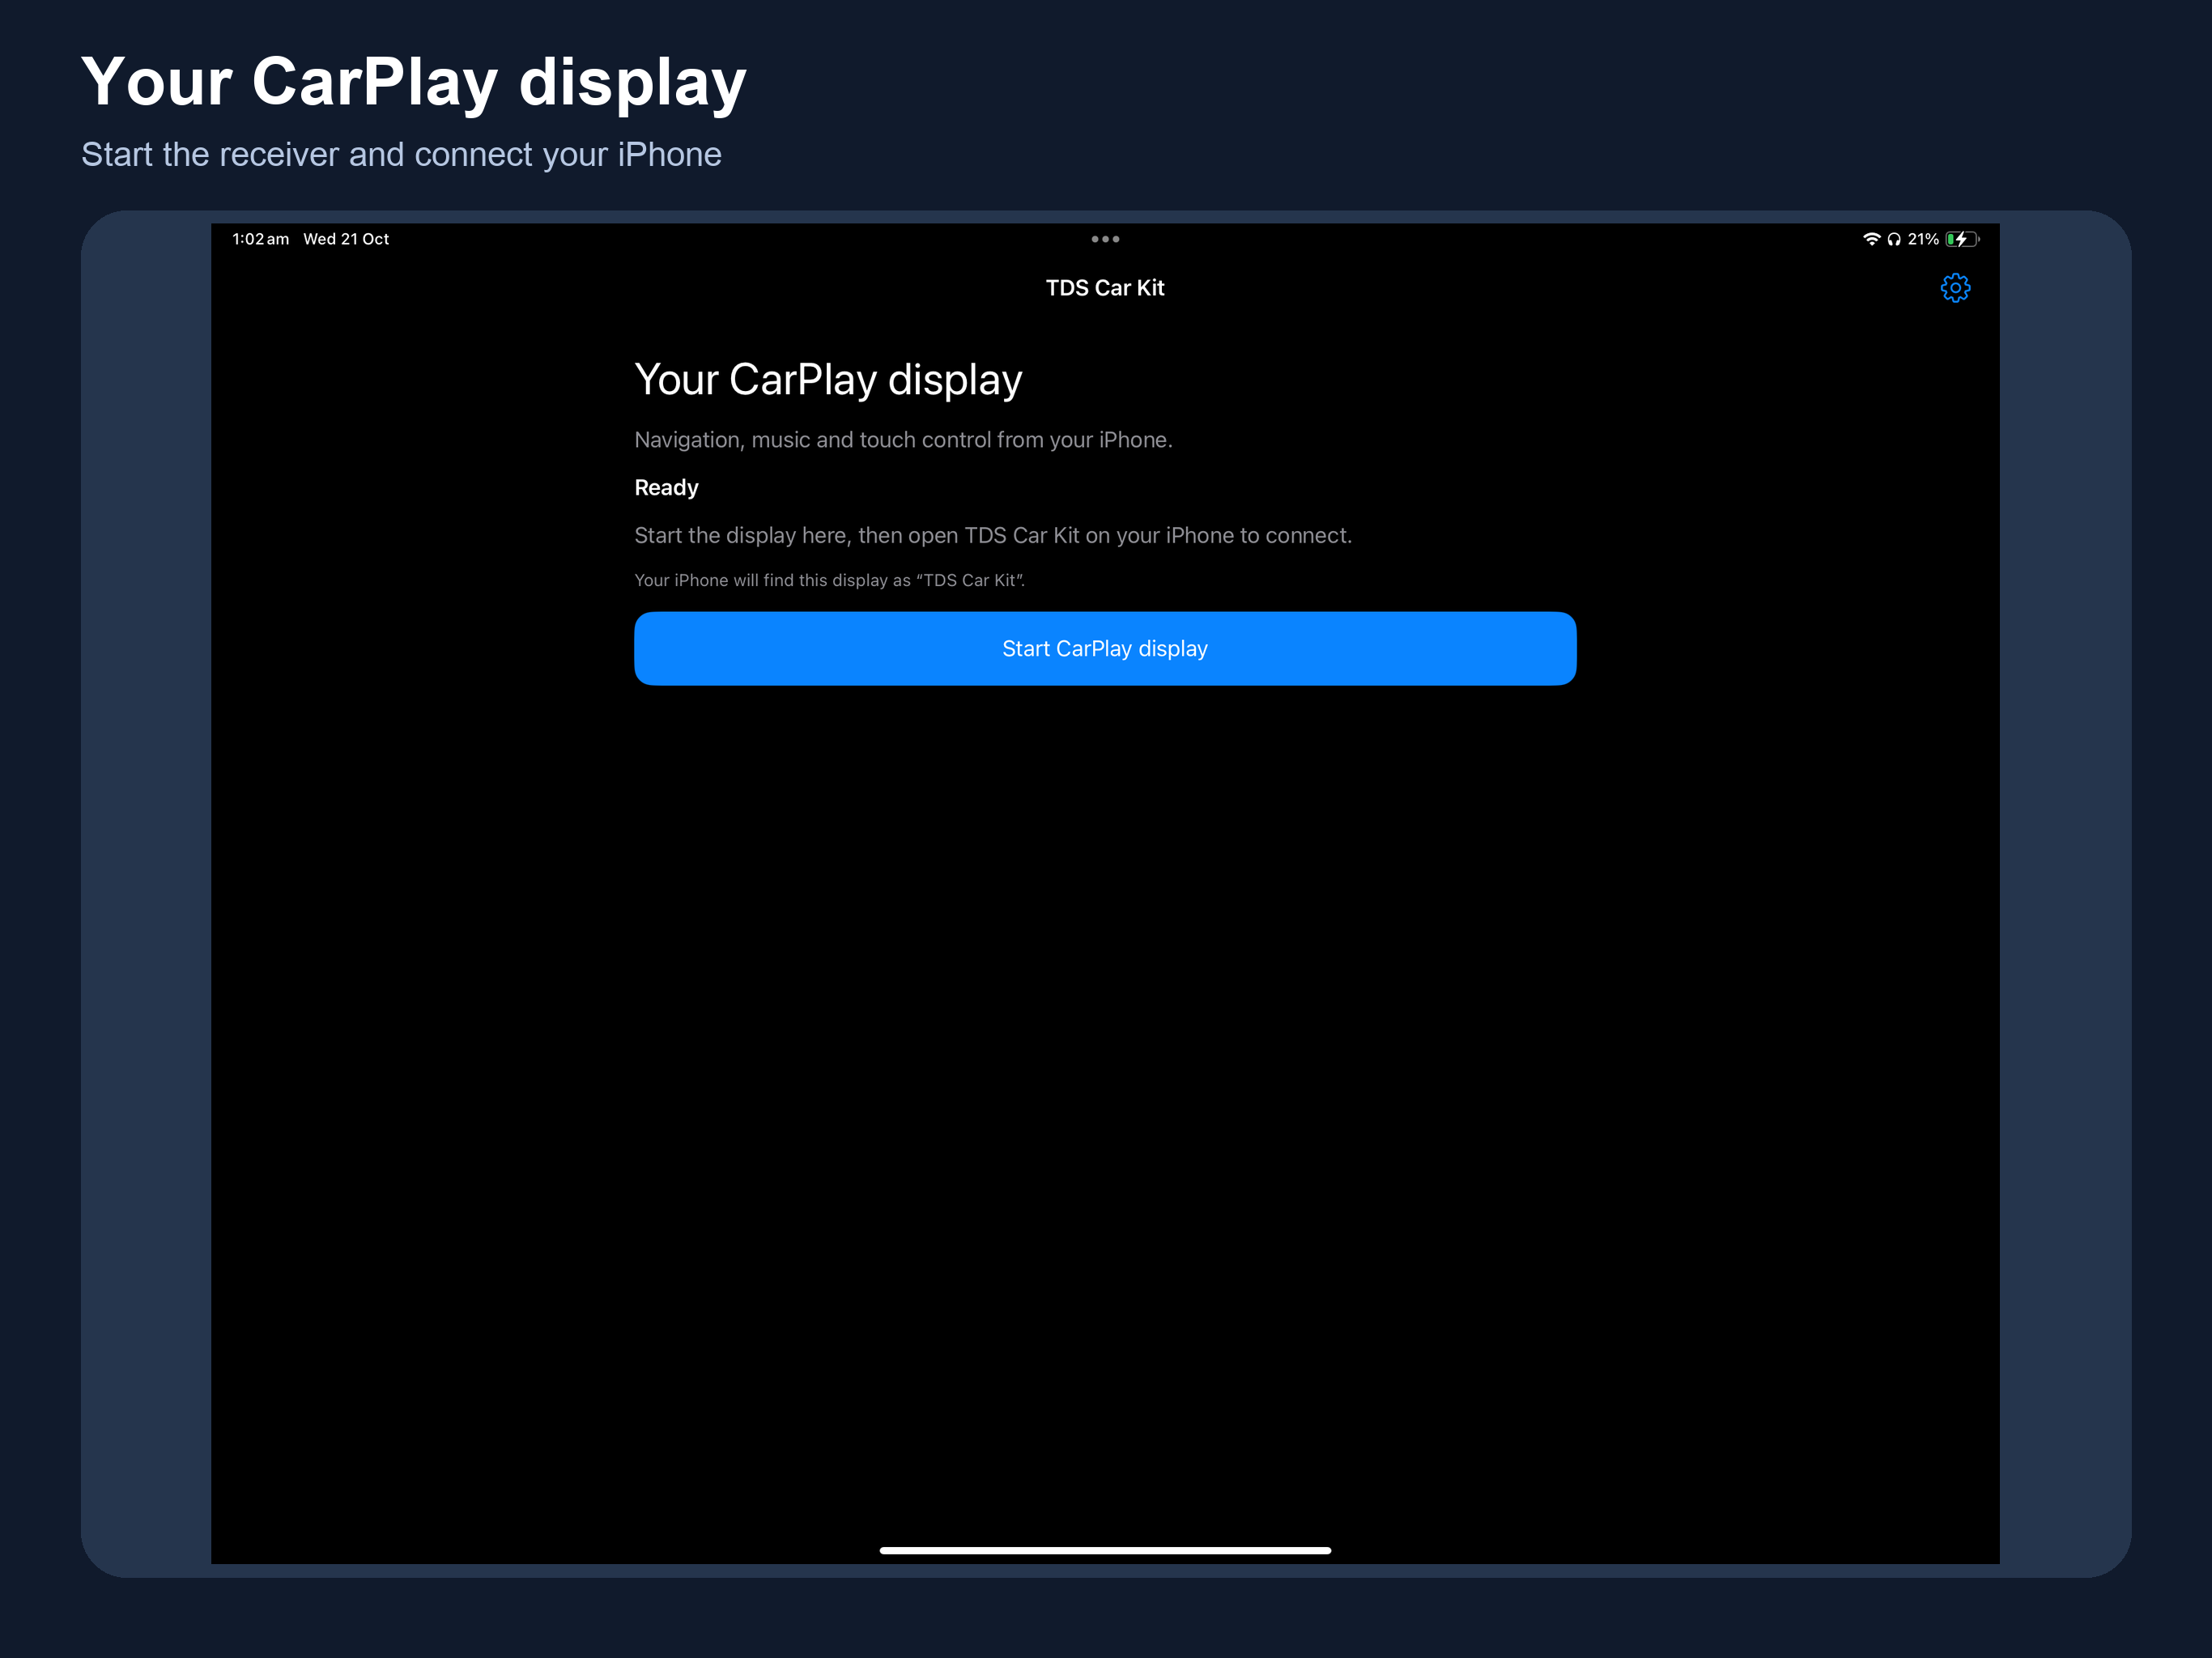 Your CarPlay display
Start the receiver and connect your iPhone
1:02 am Wed 21 Oct
21%
TDS Car Kit
Your CarPlay display
Navigation, music and touch control from your iPhone.
Ready
Start the display here, then open TDS Car Kit on your iPhone to connect.
Your iPhone will find this display as “TDS Car Kit”.
Start CarPlay display